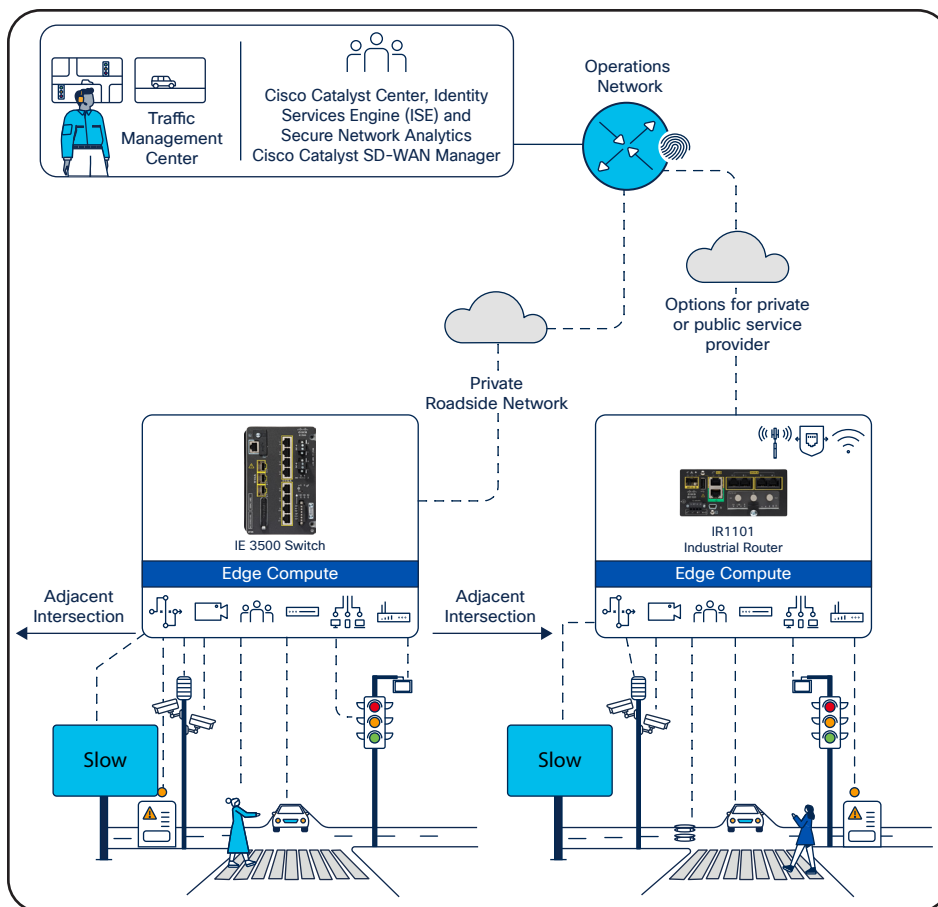 Traffic
Management
Center
Cisco Catalyst Center, Identity
Services Engine (ISE) and
Secure Network Analytics
Cisco Catalyst SD-WAN Manager
Operations
Network
Options for private
or public service
provider
Private
Roadside Network
IE 3500 Switch
Edge Compute
IR1101
Industrial Router
Edge Compute
Adjacent
Intersection
Adjacent
Intersection
Slow
Slow